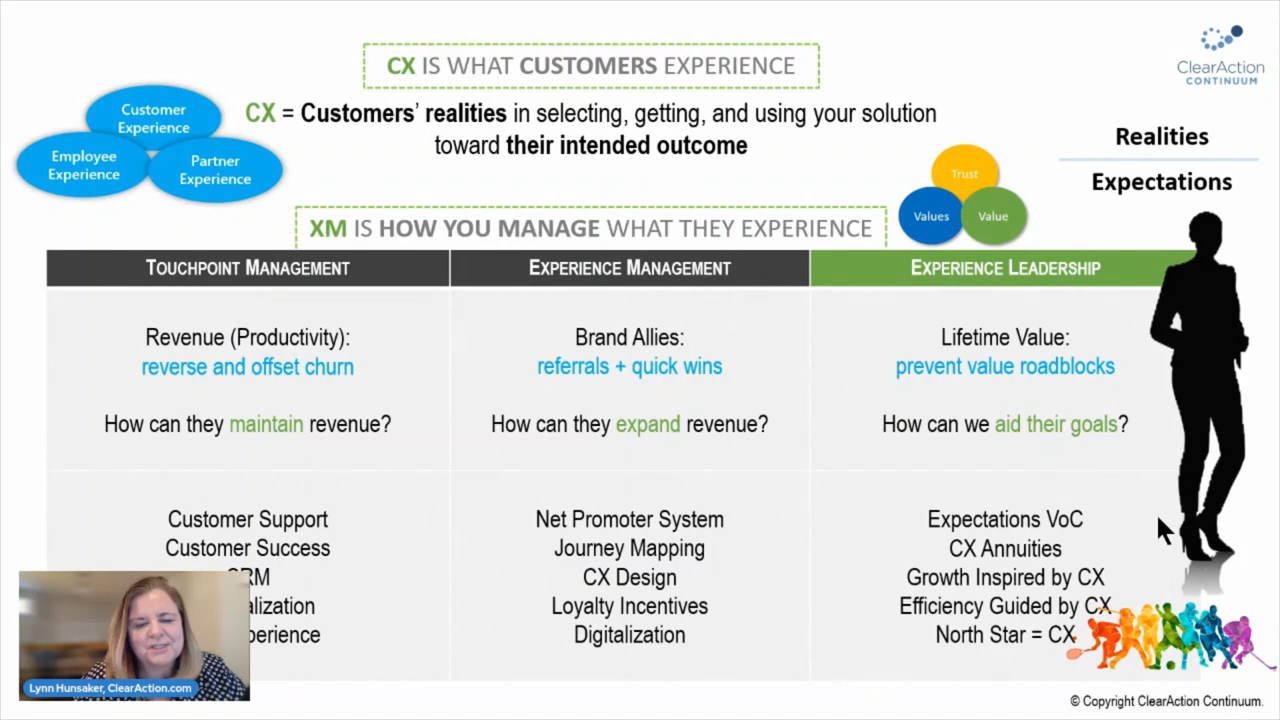 CX IS WHAT CUSTOMERS EXPERIENCE
ClearAction
CONTINUUM
CX = Customers' realities in selecting, getting, and using your solution
toward their intended outcome
Customer
Experience
Employee
Experience
Partner
Experience
Realities
Expectations
Trust
Values
Value
XM IS HOW YOU MANAGE WHAT THEY EXPERIENCE
TOUCHPOINT MANAGEMENT
EXPERIENCE MANAGEMENT
EXPERIENCE LEADERSHIP
Revenue (Productivity):
reverse and offset churn
How can they maintain revenue?
Brand Allies:
referrals + quick wins
How can they expand revenue?
Lifetime Value:
prevent value roadblocks
How can we aid their goals?
Customer Support
Customer Success
Net Promoter System
Journey Mapping
CX Design
Loyalty Incentives
Digitalization
Expectations VoC
CX Annuities
Growth Inspired by CX
Efficiency Guided by CX
North Star = CX
Lynn Hunsaker, ClearAction.com
© Copyright ClearAction Continuum.